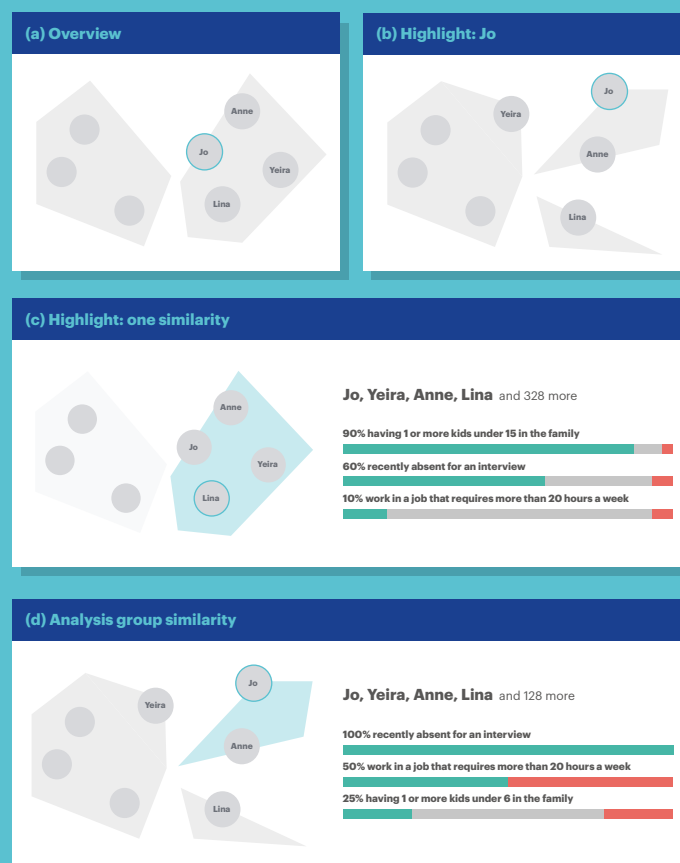 (a) Overview
Anne
Jo
Yeira
Lina
(b) Highlight: Jo
Jo
Yeira
Anne
Lina
(c) Highlight: one similarity
Anne
Jo
Yeira
Lina
Jo, Yeira, Anne, Lina and 328 more
90% having 1 or more kids under 15 in the family
60% recently absent for an interview
10% work in a job that requires more than 20 hours a week
(d) Analysis group similarity
Jo
Yeira
Anne
Lina
Jo, Yeira, Anne, Lina and 128 more
100% recently absent for an interview
50% work in a job that requires more than 20 hours a week
25% having 1 or more kids under 6 in the family